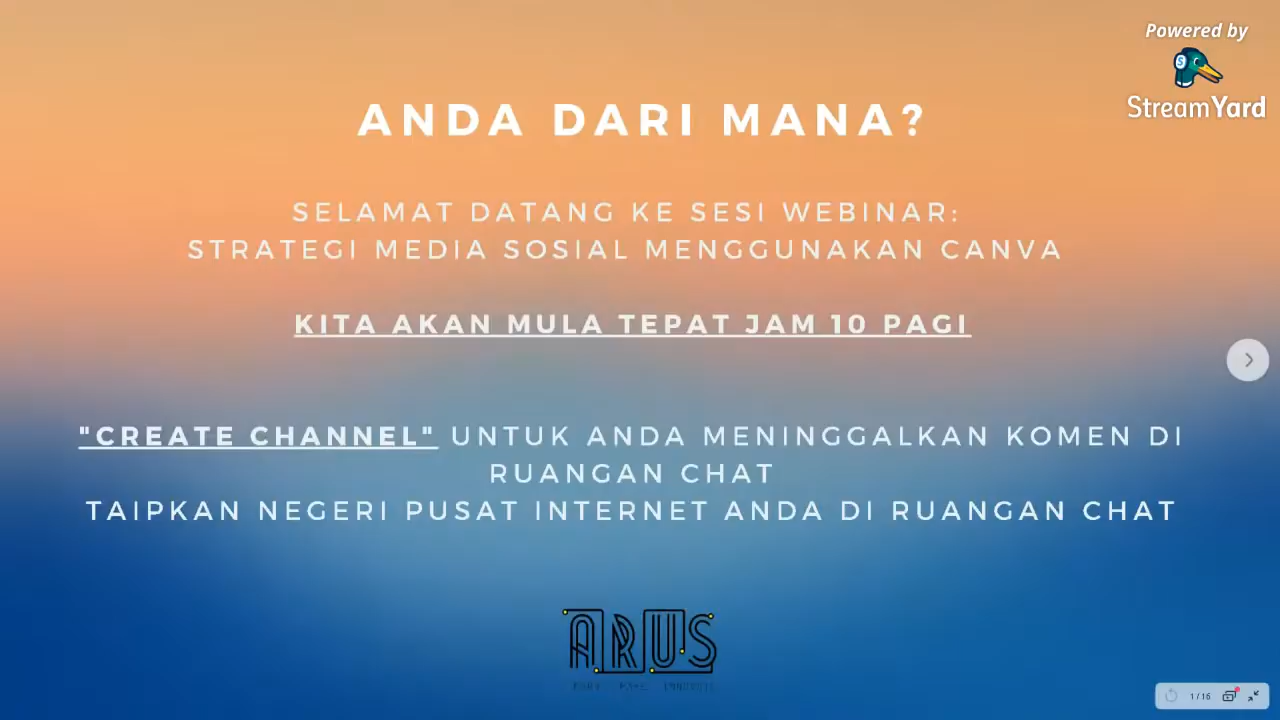 Powered by
StreamYard
ANDA DARI MANA?
SELAMAT DATANG KE SESI WEBINAR:
STRATEGI MEDIA SOSIAL MENGGUNAKAN CANVA
KITA AKAN MULA TEPAT JAM 10 PAGI
"CREATE CHANNEL" UNTUK ANDA MENINGGALKAN KOMEN DI
RUANGAN CHAT
TAIPKAN NEGERI PUSAT INTERNET ANDA DI RUANGAN CHAT
ARUS
1 / 16